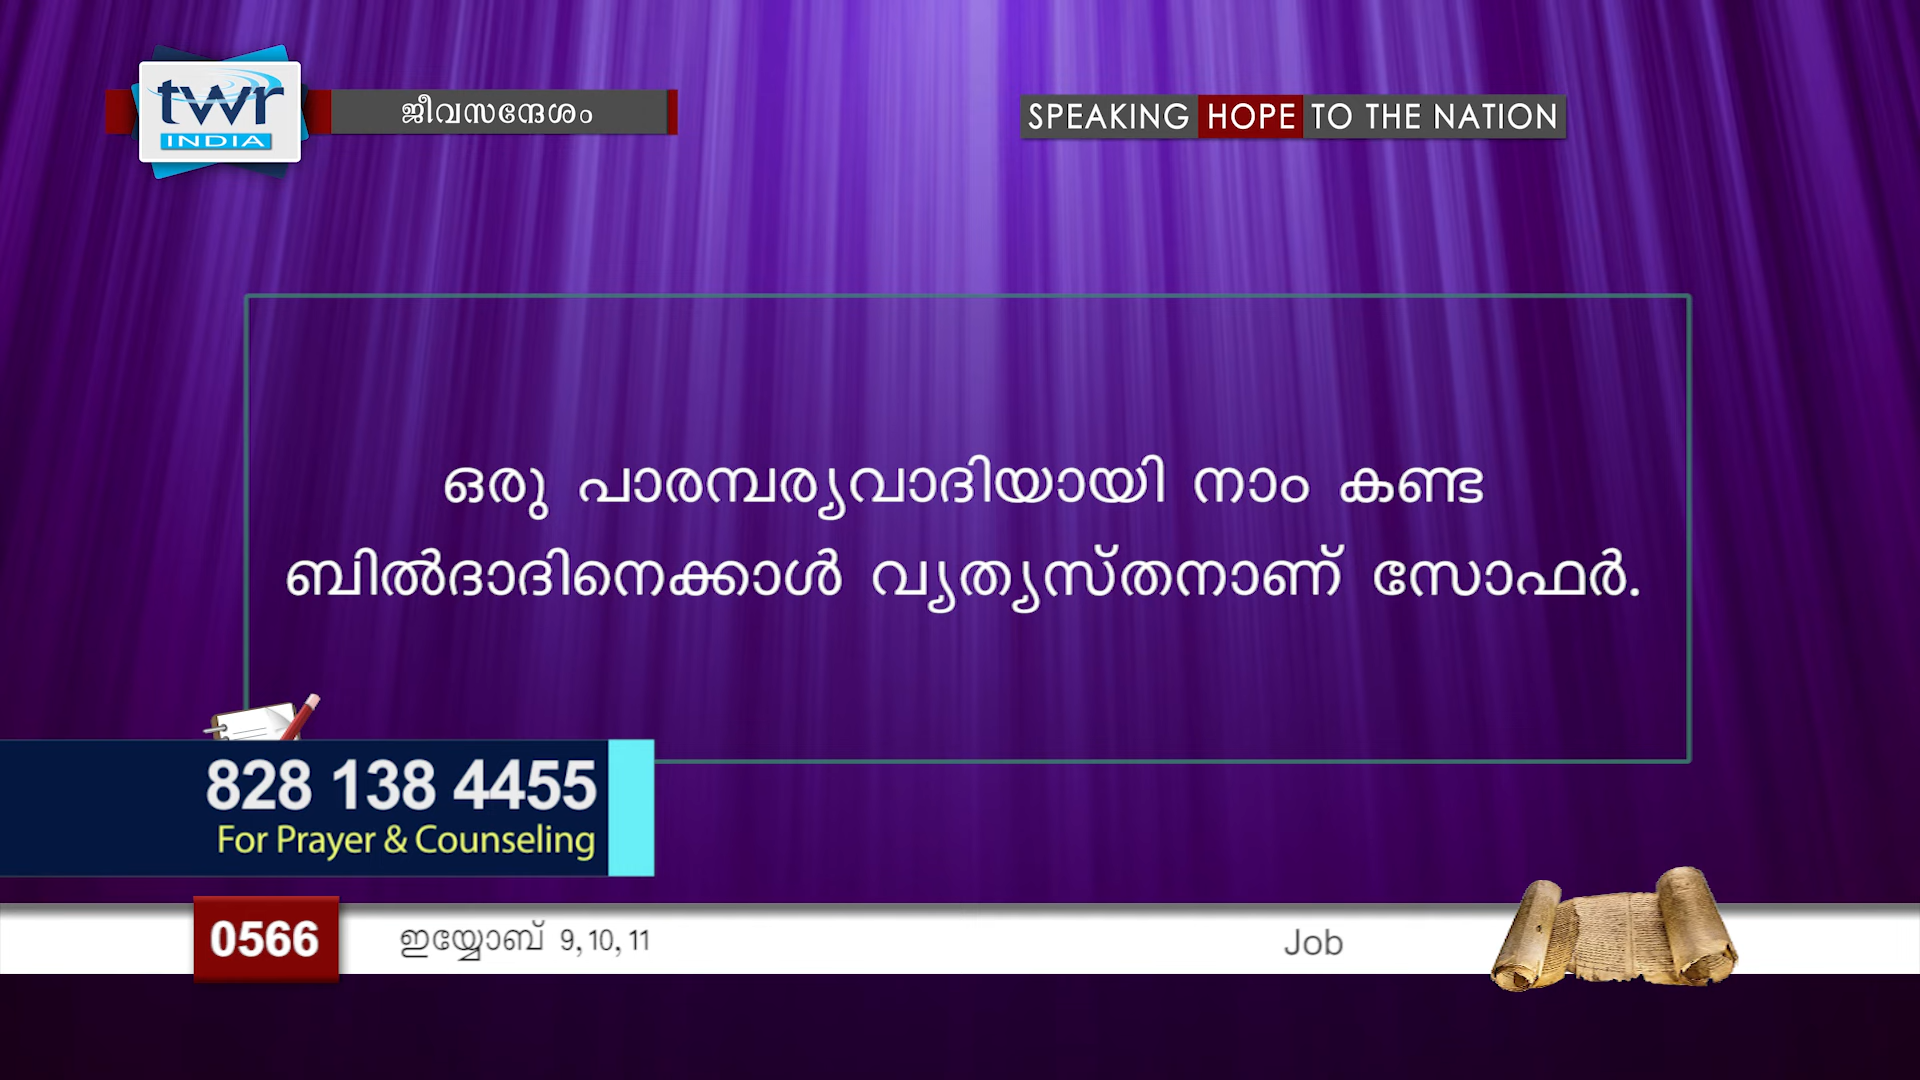 twr
INDIA
ജീവസന്ദേശം
SPEAKING HOPE TO THE NATION
ഒരു പാരമ്പര്യവാദിയായി നാം കണ്ട
ബിൽദാദിനെക്കാൾ വ്യത്യസ്തനാണ് സോഫർ.
828 138 4455
For Prayer & Counseling
0566
ഇയ്യോബ് 9, 10, 11
Job